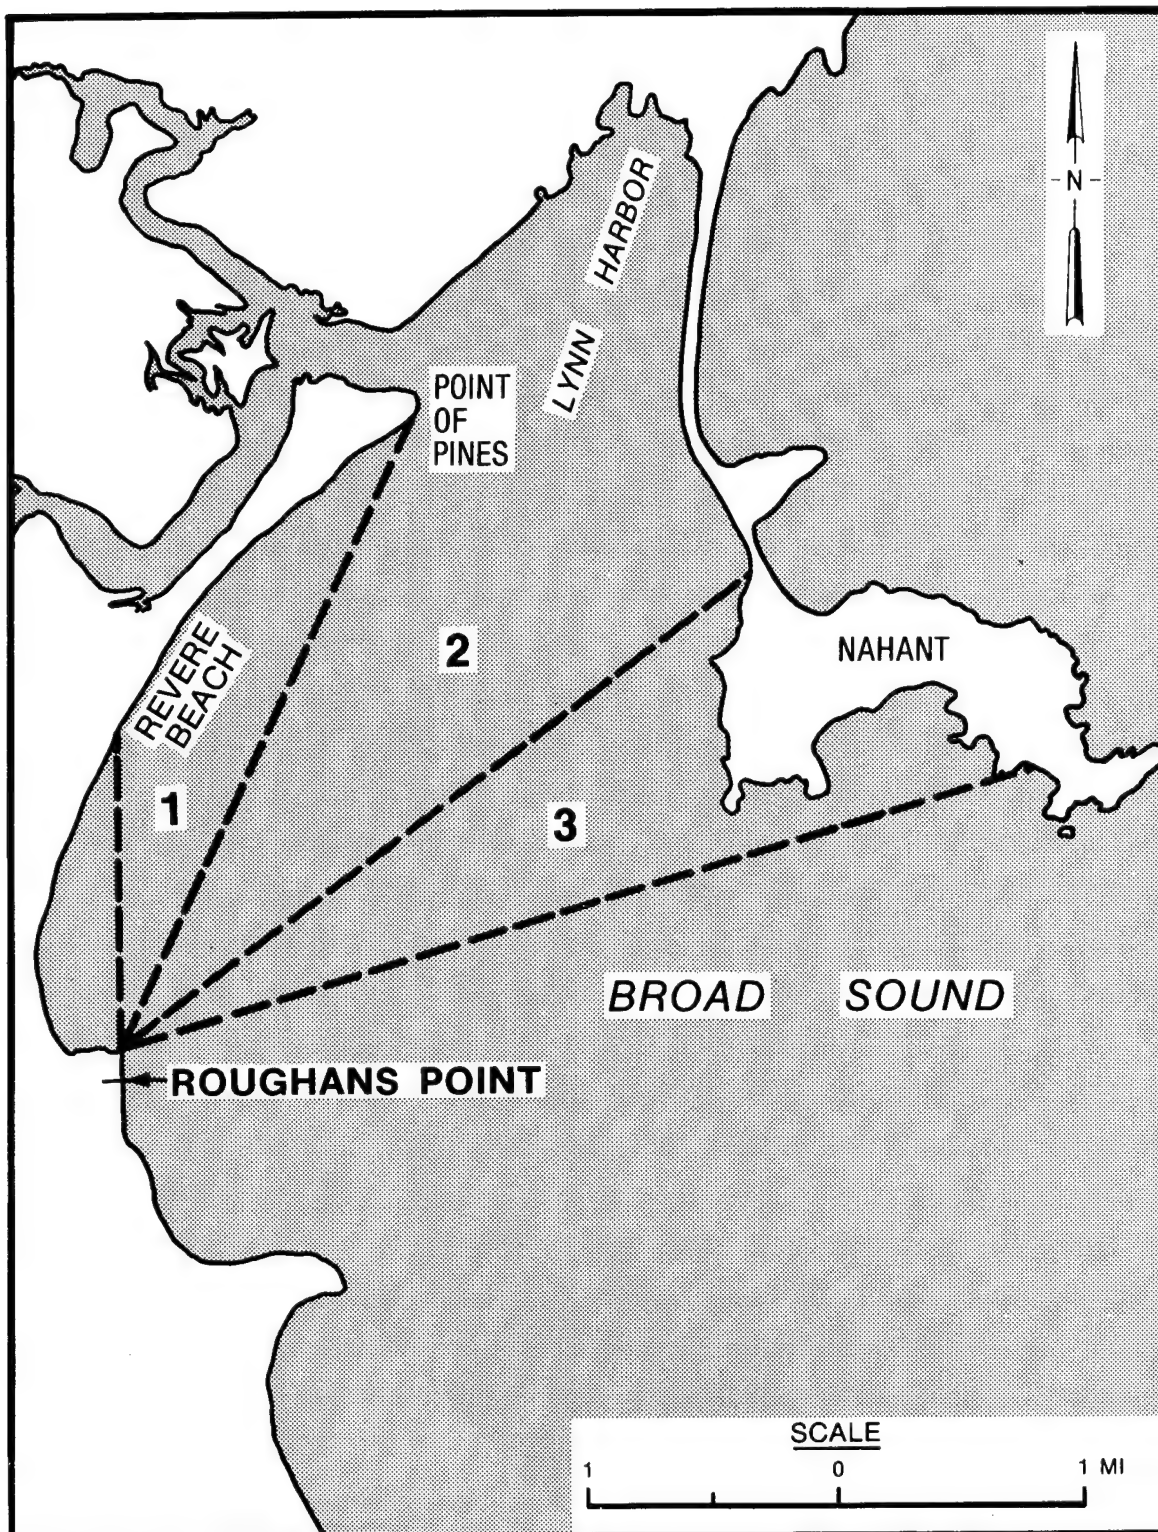 N
LYNN HARBOR
POINT
OF
PINES
REVERE
BEACH
2
NAHANT
1
3
BROAD SOUND
ROUGHANS POINT
SCALE
1 0 1 MI